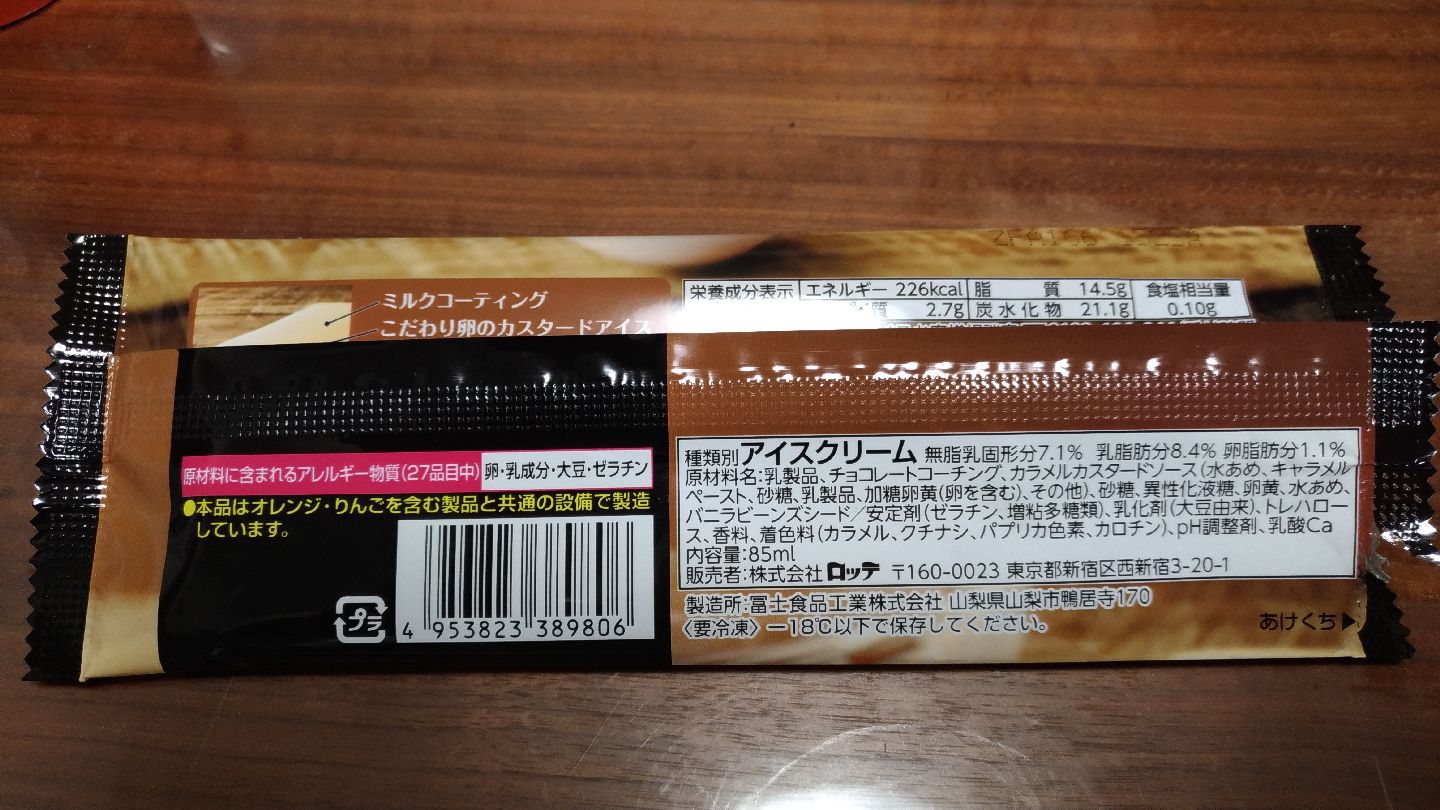 ミルクコーティング
こだわり卵のカスタードアイス
栄養成分表示 エネルギー 226kcal 脂質 14.5g 食塩相当量
質 2.7g 炭水化物 21.1g 0.10g
原材料に含まれるアレルギー物質(27品目中) 卵・乳成分・大豆・ゼラチン
●本品はオレンジ・りんごを含む製品と共通の設備で製造
しています。
プラ
4 953823 389806
種類別 アイスクリーム 無脂乳固形分7.1% 乳脂肪分8.4% 卵脂肪分1.1%
原材料名:乳製品、チョコレートコーチング、カラメルカスタードソース(水あめ、キャラメル
ペースト、砂糖、乳製品、加糖卵黄(卵を含む)、その他)、砂糖、異性化液糖、卵黄、水あめ、
バニラビーンズシード/安定剤(ゼラチン、増粘多糖類)、乳化剤(大豆由来)、トレハロー
ス、香料、着色料(カラメル、クチナシ、パプリカ色素、カロチン)、pH調整剤、乳酸Ca
内容量:85ml
販売者:株式会社 ロッテ 〒160-0023 東京都新宿区西新宿3-20-1
製造所:冨士食品工業株式会社 山梨県山梨市鴨居寺170
〈要冷凍〉-18℃以下で保存してください。
あけくち▶